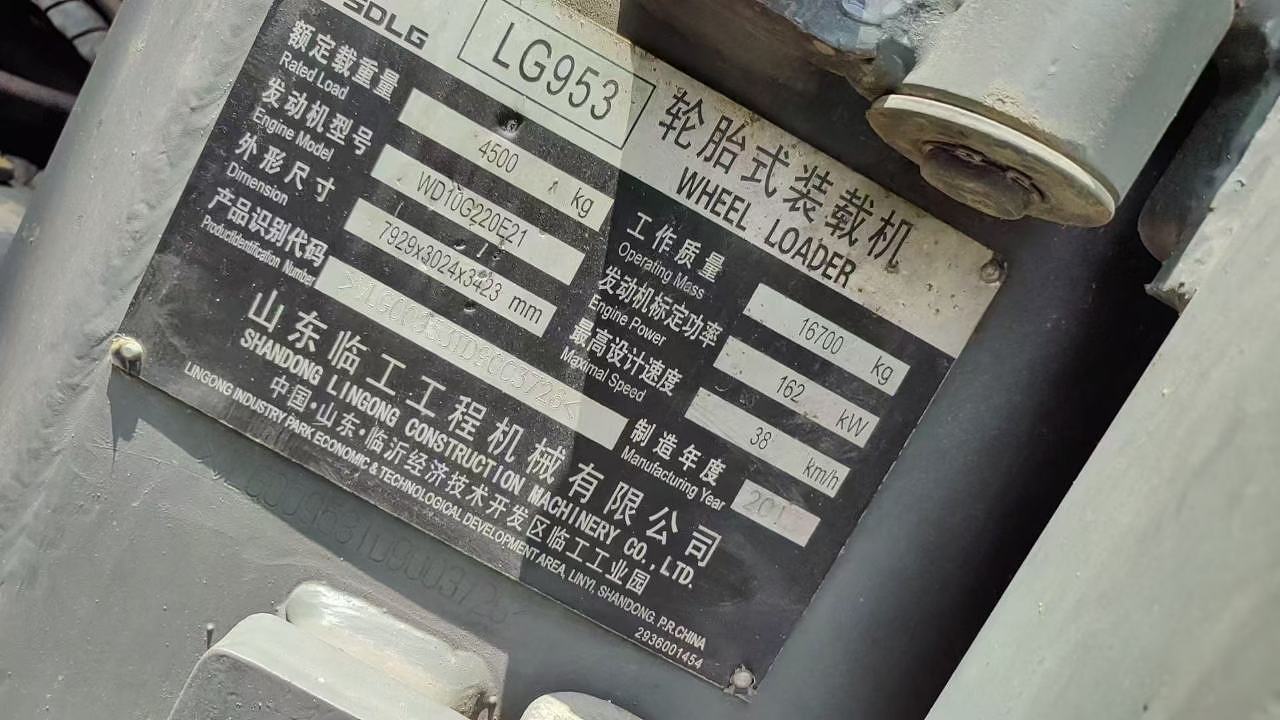 SDLG
LG953
轮胎式装载机
WHEEL LOADER
额定载重量
Rated Load
4500 kg
发动机型号
Engine Model
WD10G220E21
外形尺寸
Dimension
7929x3024x3423 mm
产品识别代码
Productidentification Number
工作质量
Operating Mass
16700 kg
发动机标定功率
Engine Power
162 kW
最高设计速度
Maximal Speed
38 km/h
制造年度
Manufacturing Year
山东临工工程机械有限公司
SHANDONG LINGONG CONSTRUCTION MACHINERY CO., LTD.
中国·山东·临沂经济技术开发区临工工业园
LINGONG INDUSTRY PARK ECONOMIC & TECHNOLOGICAL DEVELOPMENT AREA, LINYI, SHANDONG. P.R.CHINA
2936001454